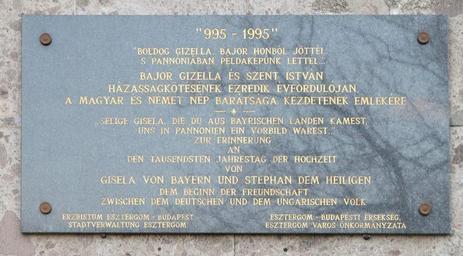 "995 - 1995"
"BOLDOG GIZELLA, BAJOR HONBÓL JÖTTÉL,
S PANNÓNIÁBAN PÉLDAKÉPÜNK LETTÉL..."
BAJOR GIZELLA ÉS SZENT ISTVÁN
HÁZASSÁGKÖTÉSÉNEK EZREDIK ÉVFORDULÓJÁN,
A MAGYAR ÉS NÉMET NÉP BARÁTSÁGA KEZDETÉNEK EMLÉKÉRE
"SELIGE GISELA, DIE DU AUS BAYRISCHEN LANDEN KAMEST,
UNS IN PANNONIEN EIN VORBILD WAREST..."
ZUR ERINNERUNG
AN
DEN TAUSENDSTEN JAHRESTAG DER HOCHZEIT
VON
GISELA VON BAYERN UND STEPHAN DEM HEILIGEN
DEM BEGINN DER FREUNDSCHAFT
ZWISCHEN DEM DEUTSCHEN UND DEM UNGARISCHEN VOLK
ERZBISTUM ESZTERGOM - BUDAPEST
STADTVERWALTUNG ESZTERGOM
ESZTERGOM - BUDAPESTI ÉRSEKSÉG,
ESZTERGOM VÁROS ÖNKORMÁNYZATA